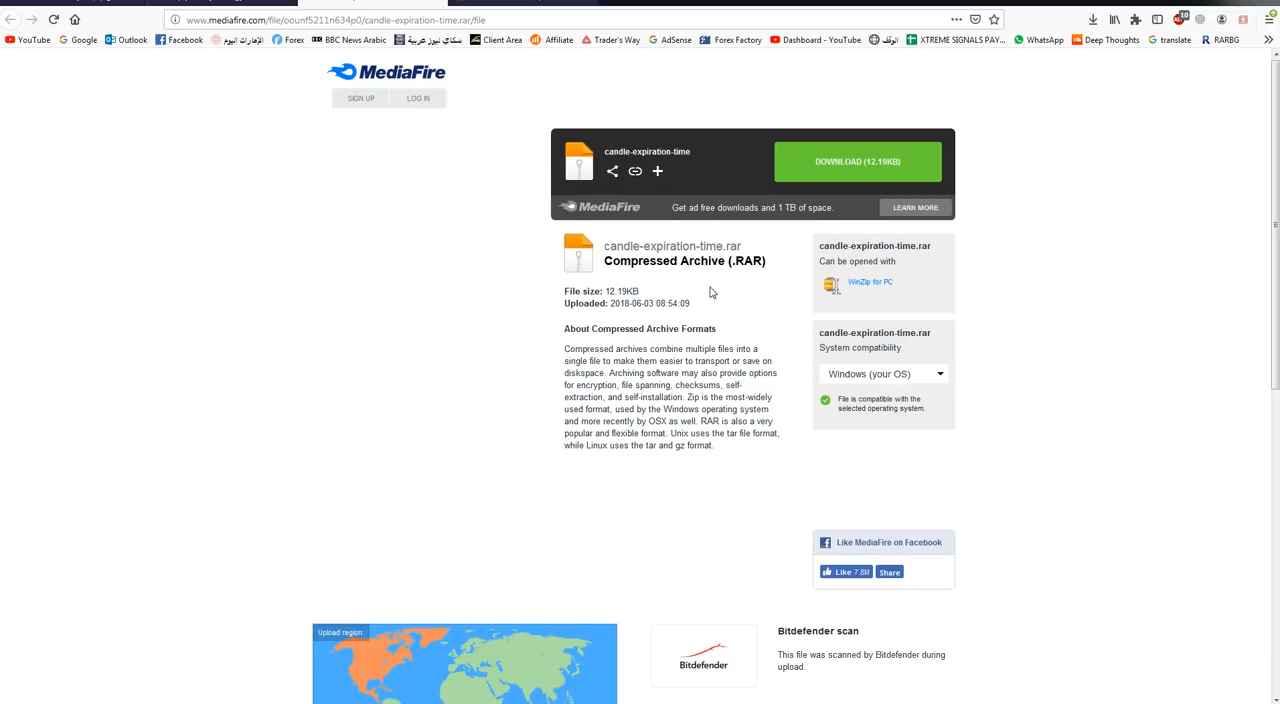 www.mediafire.com/file/oounf5211n634p0/candle-expiration-time.rar/file
10
YouTube
Google
Outlook
Facebook
الإمارات اليوم
Forex
BBC News Arabic
سكاي نيوز عربية
Client Area
Affiliate
Trader's Way
AdSense
Forex Factory
Dashboard - YouTube
الوقف
XTREME SIGNALS PAY...
WhatsApp
Deep Thoughts
translate
RARBG
MediaFire
SIGN UP
LOG IN
candle-expiration-time
DOWNLOAD (12.19KB)
MediaFire
Get ad free downloads and 1 TB of space.
LEARN MORE
candle-expiration-time.rar
Compressed Archive (.RAR)
File size: 12.19KB
Uploaded: 2018-06-03 08:54:09
About Compressed Archive Formats
Compressed archives combine multiple files into a
single file to make them easier to transport or save on
diskspace. Archiving software may also provide options
for encryption, file spanning, checksums, self-
extraction, and self-installation. Zip is the most-widely
used format, used by the Windows operating system
and more recently by OSX as well. RAR is also a very
popular and flexible format. Unix uses the tar file format,
while Linux uses the tar and gz format.
candle-expiration-time.rar
Can be opened with
WinZip for PC
candle-expiration-time.rar
System compatibility
Windows (your OS)
File is compatible with the
selected operating system.
Like MediaFire on Facebook
Like 7.8M
Share
Upload region:
Bitdefender
Bitdefender scan
This file was scanned by Bitdefender during
upload.